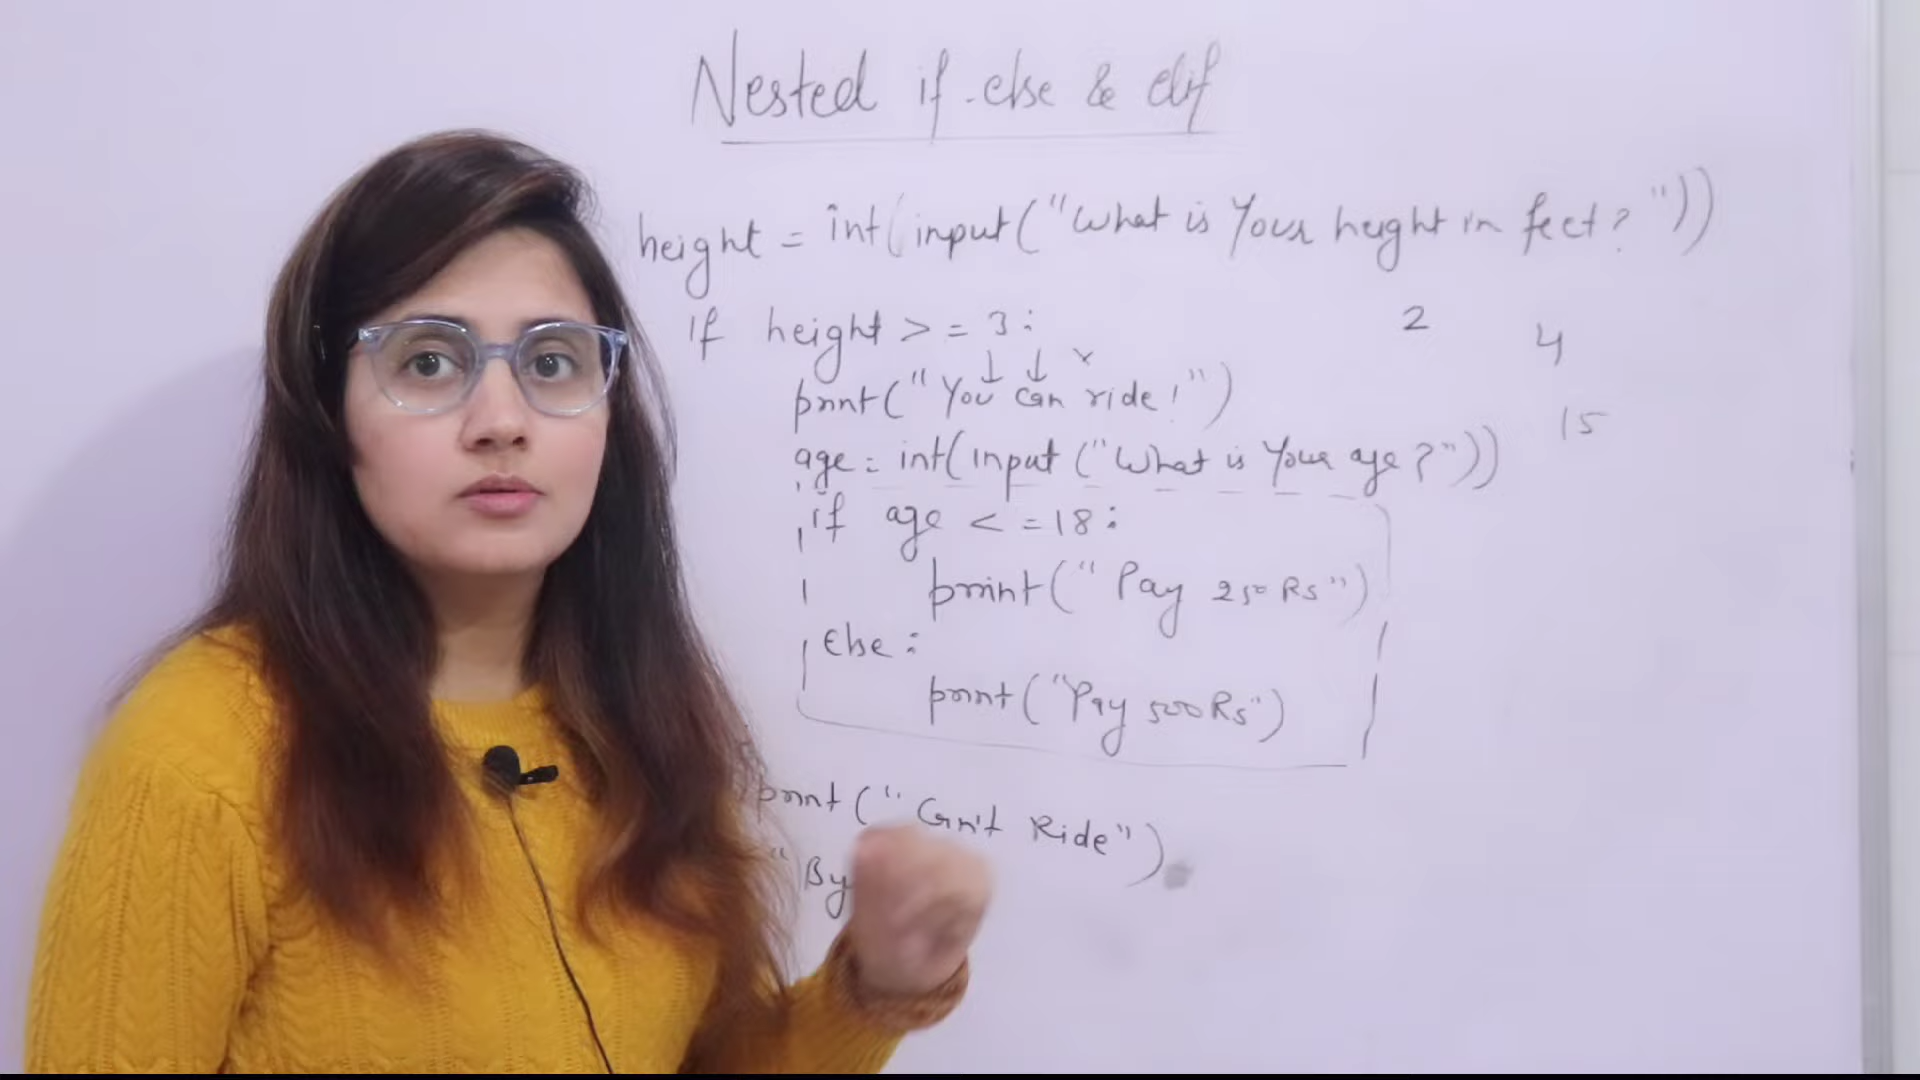 Nested if-else & elif
height = int(input("What is Your height in feet?"))
If height >= 3:
2
4
print("You can ride!")
15
age = int(input("What is Your age?"))
if age <=18:
print("Pay 250 Rs")
Else:
print("Pay 500 Rs")
print("Can't Ride")
"By